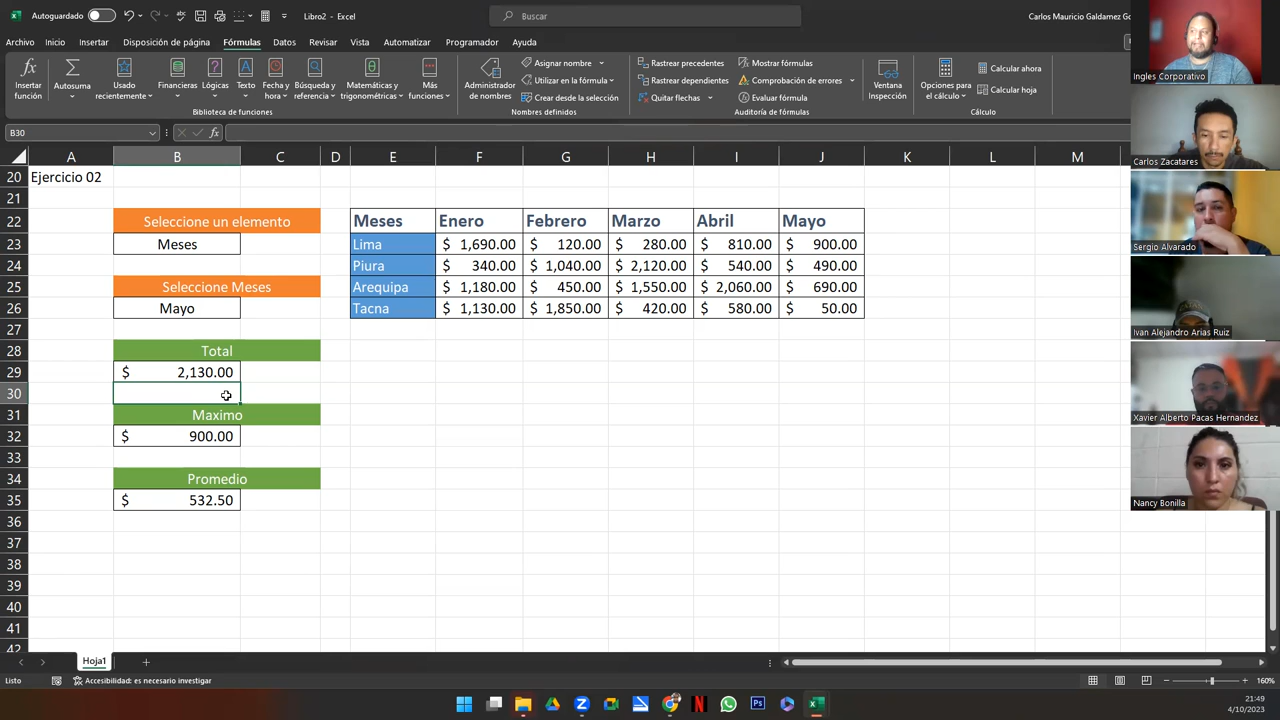 Autoguardado
Libro2 - Excel
Buscar
Carlos Mauricio Galdamez Go
Archivo Inicio Insertar Disposición de página Fórmulas Datos Revisar Vista Automatizar Programador Ayuda
Insertar función
Autosuma
Usado recientemente
Financieras
Lógicas
Texto
Fecha y hora
Búsqueda y referencia
Matemáticas y trigonométricas
Más funciones
Biblioteca de funciones
Administrador de nombres
Asignar nombre
Utilizar en la fórmula
Crear desde la selección
Nombres definidos
Rastrear precedentes
Rastrear dependientes
Quitar flechas
Mostrar fórmulas
Comprobación de errores
Evaluar fórmula
Auditoría de fórmulas
Ventana Inspección
Opciones para el cálculo
Calcular ahora
Calcular hoja
Cálculo
B30
fx
A B C D E F G H I J K L M
20 Ejercicio 02
21
22 Seleccione un elemento Meses Enero Febrero Marzo Abril Mayo
23 Meses Lima $ 1,690.00 $ 120.00 $ 280.00 $ 810.00 $ 900.00
24 Piura $ 340.00 $ 1,040.00 $ 2,120.00 $ 540.00 $ 490.00
25 Seleccione Meses Arequipa $ 1,180.00 $ 450.00 $ 1,550.00 $ 2,060.00 $ 690.00
26 Mayo Tacna $ 1,130.00 $ 1,850.00 $ 420.00 $ 580.00 $ 50.00
27
28 Total
29 $ 2,130.00
30
31 Maximo
32 $ 900.00
33
34 Promedio
35 $ 532.50
36
37
38
39
40
41
42
Hoja1
Listo
Accesibilidad: es necesario investigar
160%
21:49
4/10/2023
Ingles Corporativo
Carlos Zacatares
Sergio Alvarado
Ivan Alejandro Arias Ruiz
Xavier Alberto Pacas Hernandez
Nancy Bonilla